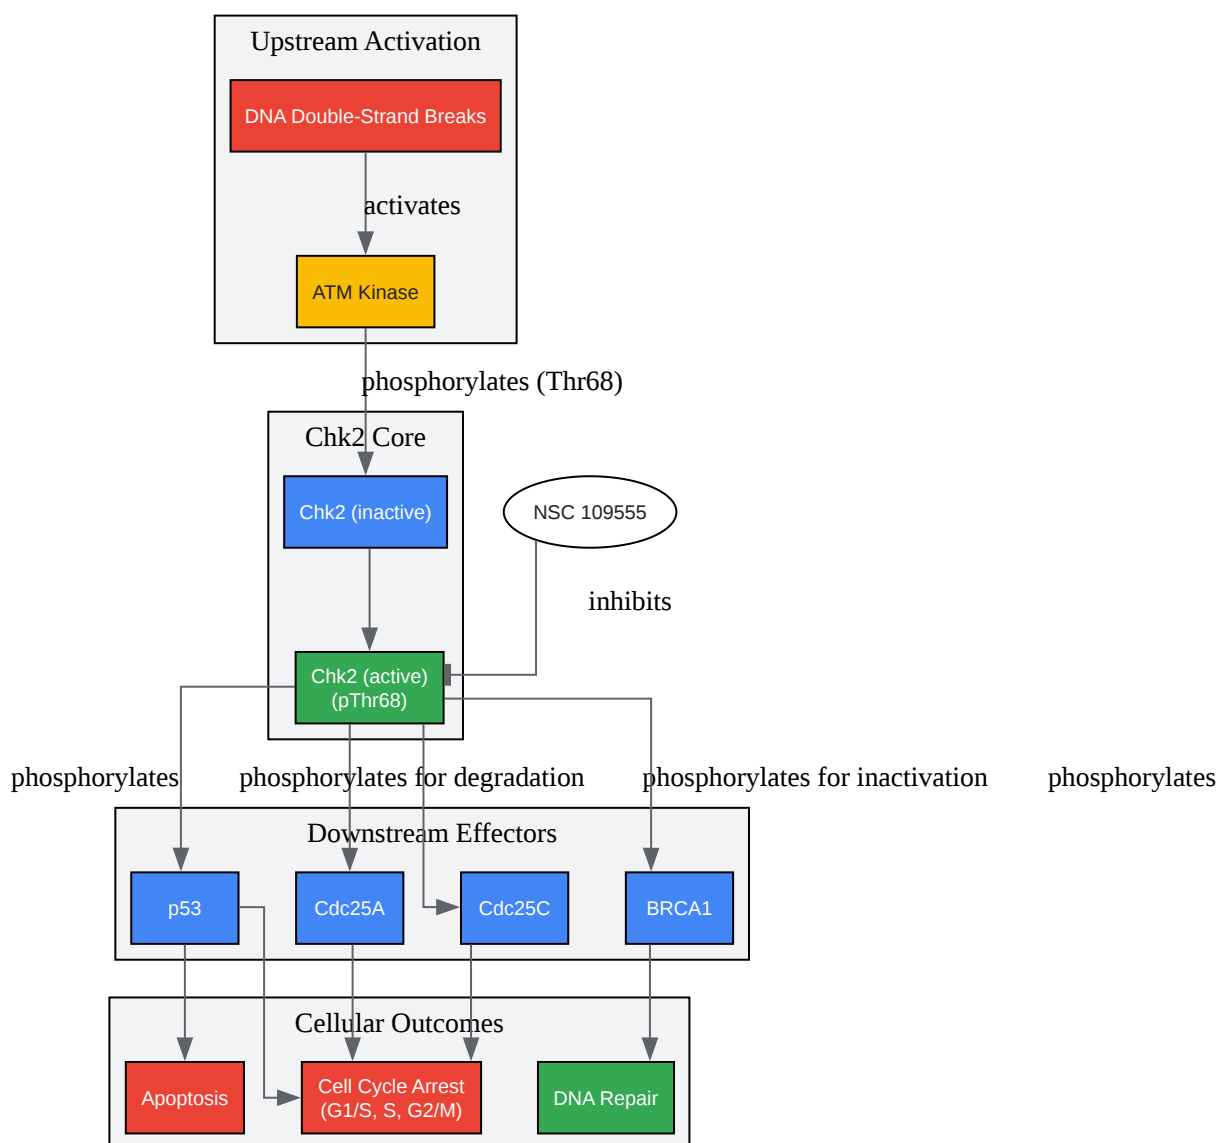 Upstream Activation
DNA Double-Strand Breaks
activates
ATM Kinase
phosphorylates (Thr68)
Chk2 Core
Chk2 (inactive)
NSC 109555
inhibits
Chk2 (active)
(pThr68)
phosphorylates
phosphorylates for degradation
phosphorylates for inactivation
phosphorylates
Downstream Effectors
p53
Cdc25A
Cdc25C
BRCA1
Cellular Outcomes
Apoptosis
Cell Cycle Arrest
(G1/S, S, G2/M)
DNA Repair